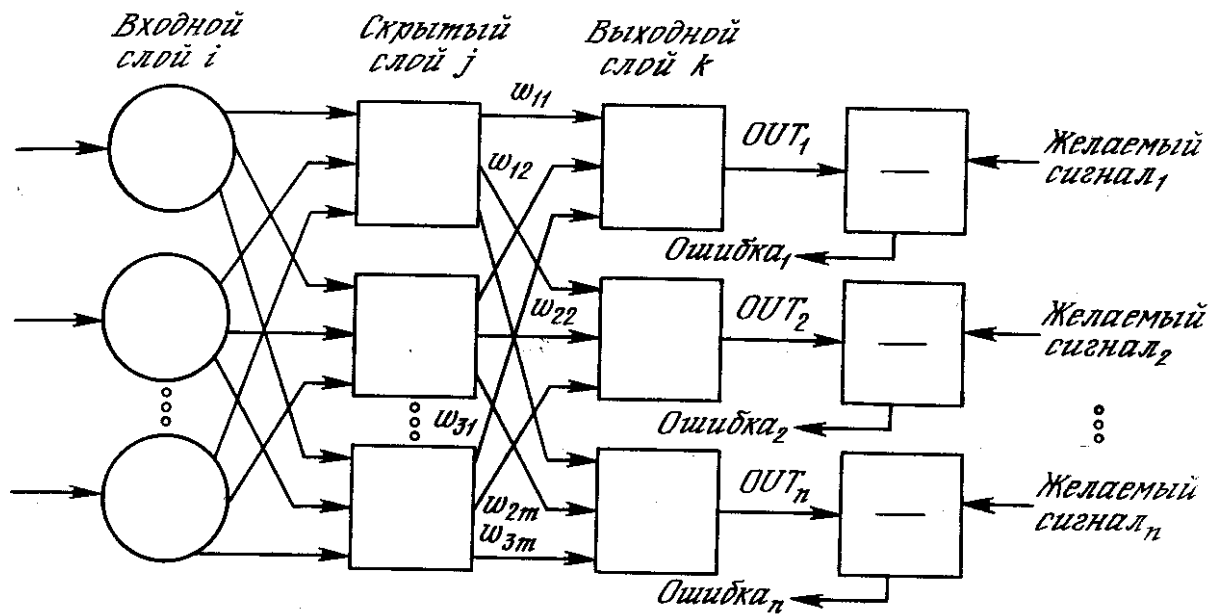 Входной
слой i
Скрытый
слой j
Выходной
слой k
w₁₁
w₁₂
w₂₂
w₃₁
w₂ₘ
w₃ₘ
OUT₁
Желаемый
сигнал₁
Ошибка₁
OUT₂
Желаемый
сигнал₂
Ошибка₂
OUTₙ
Желаемый
сигналₙ
Ошибкаₙ